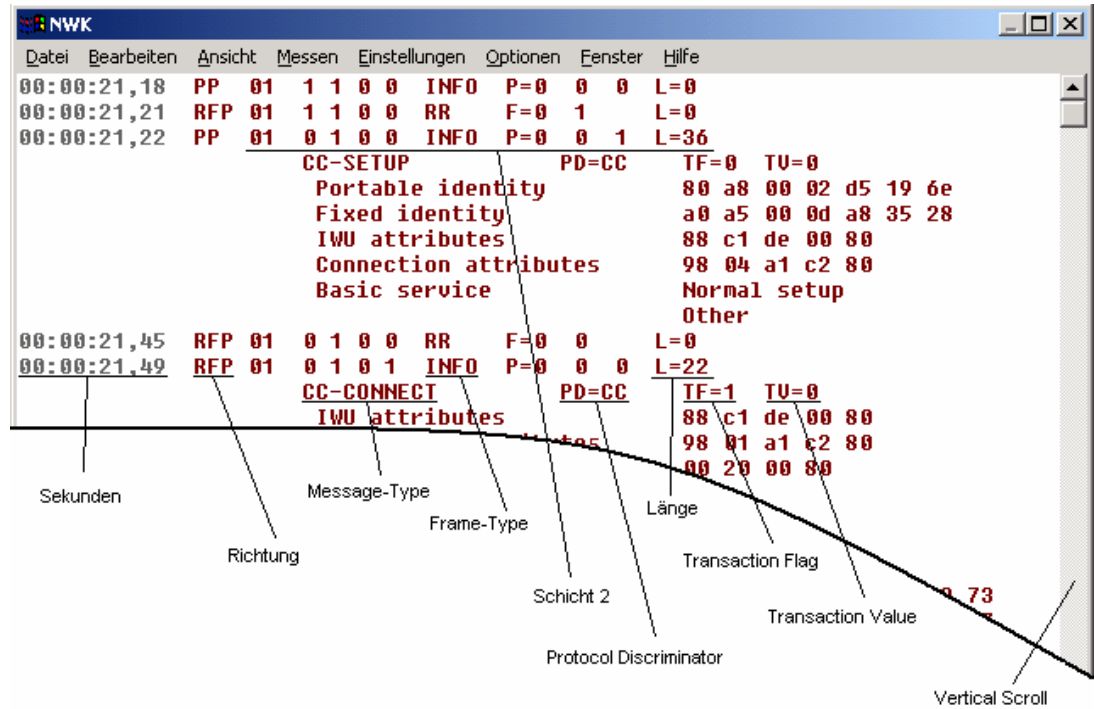 NWK
Datei Bearbeiten Ansicht Messen Einstellungen Optionen Fenster Hilfe
00:00:21,18 PP 01 1 1 0 0 INFO P=0 0 0 L=0
00:00:21,21 RFP 01 1 1 0 0 RR F=0 1 L=0
00:00:21,22 PP 01 0 1 0 0 INFO P=0 0 1 L=36
CC-SETUP PD=CC TF=0 TV=0
Portable identity 80 a8 00 02 d5 19 6e
Fixed identity a0 a5 00 0d a8 35 28
IWU attributes 88 c1 de 00 80
Connection attributes 98 04 a1 c2 80
Basic service Normal setup
Other
00:00:21,45 RFP 01 0 1 0 0 RR F=0 0 L=0
00:00:21,49 RFP 01 0 1 0 1 INFO P=0 0 0 L=22
CC-CONNECT PD=CC TF=1 TV=0
IWU attributes 88 c1 de 00 80
98 01 a1 c2 80
00 20 00 80
Sekunden
Message-Type
Länge
Frame-Type
Richtung
Transaction Flag
Schicht 2
73
Transaction Value
Protocol Discriminator
Vertical Scroll